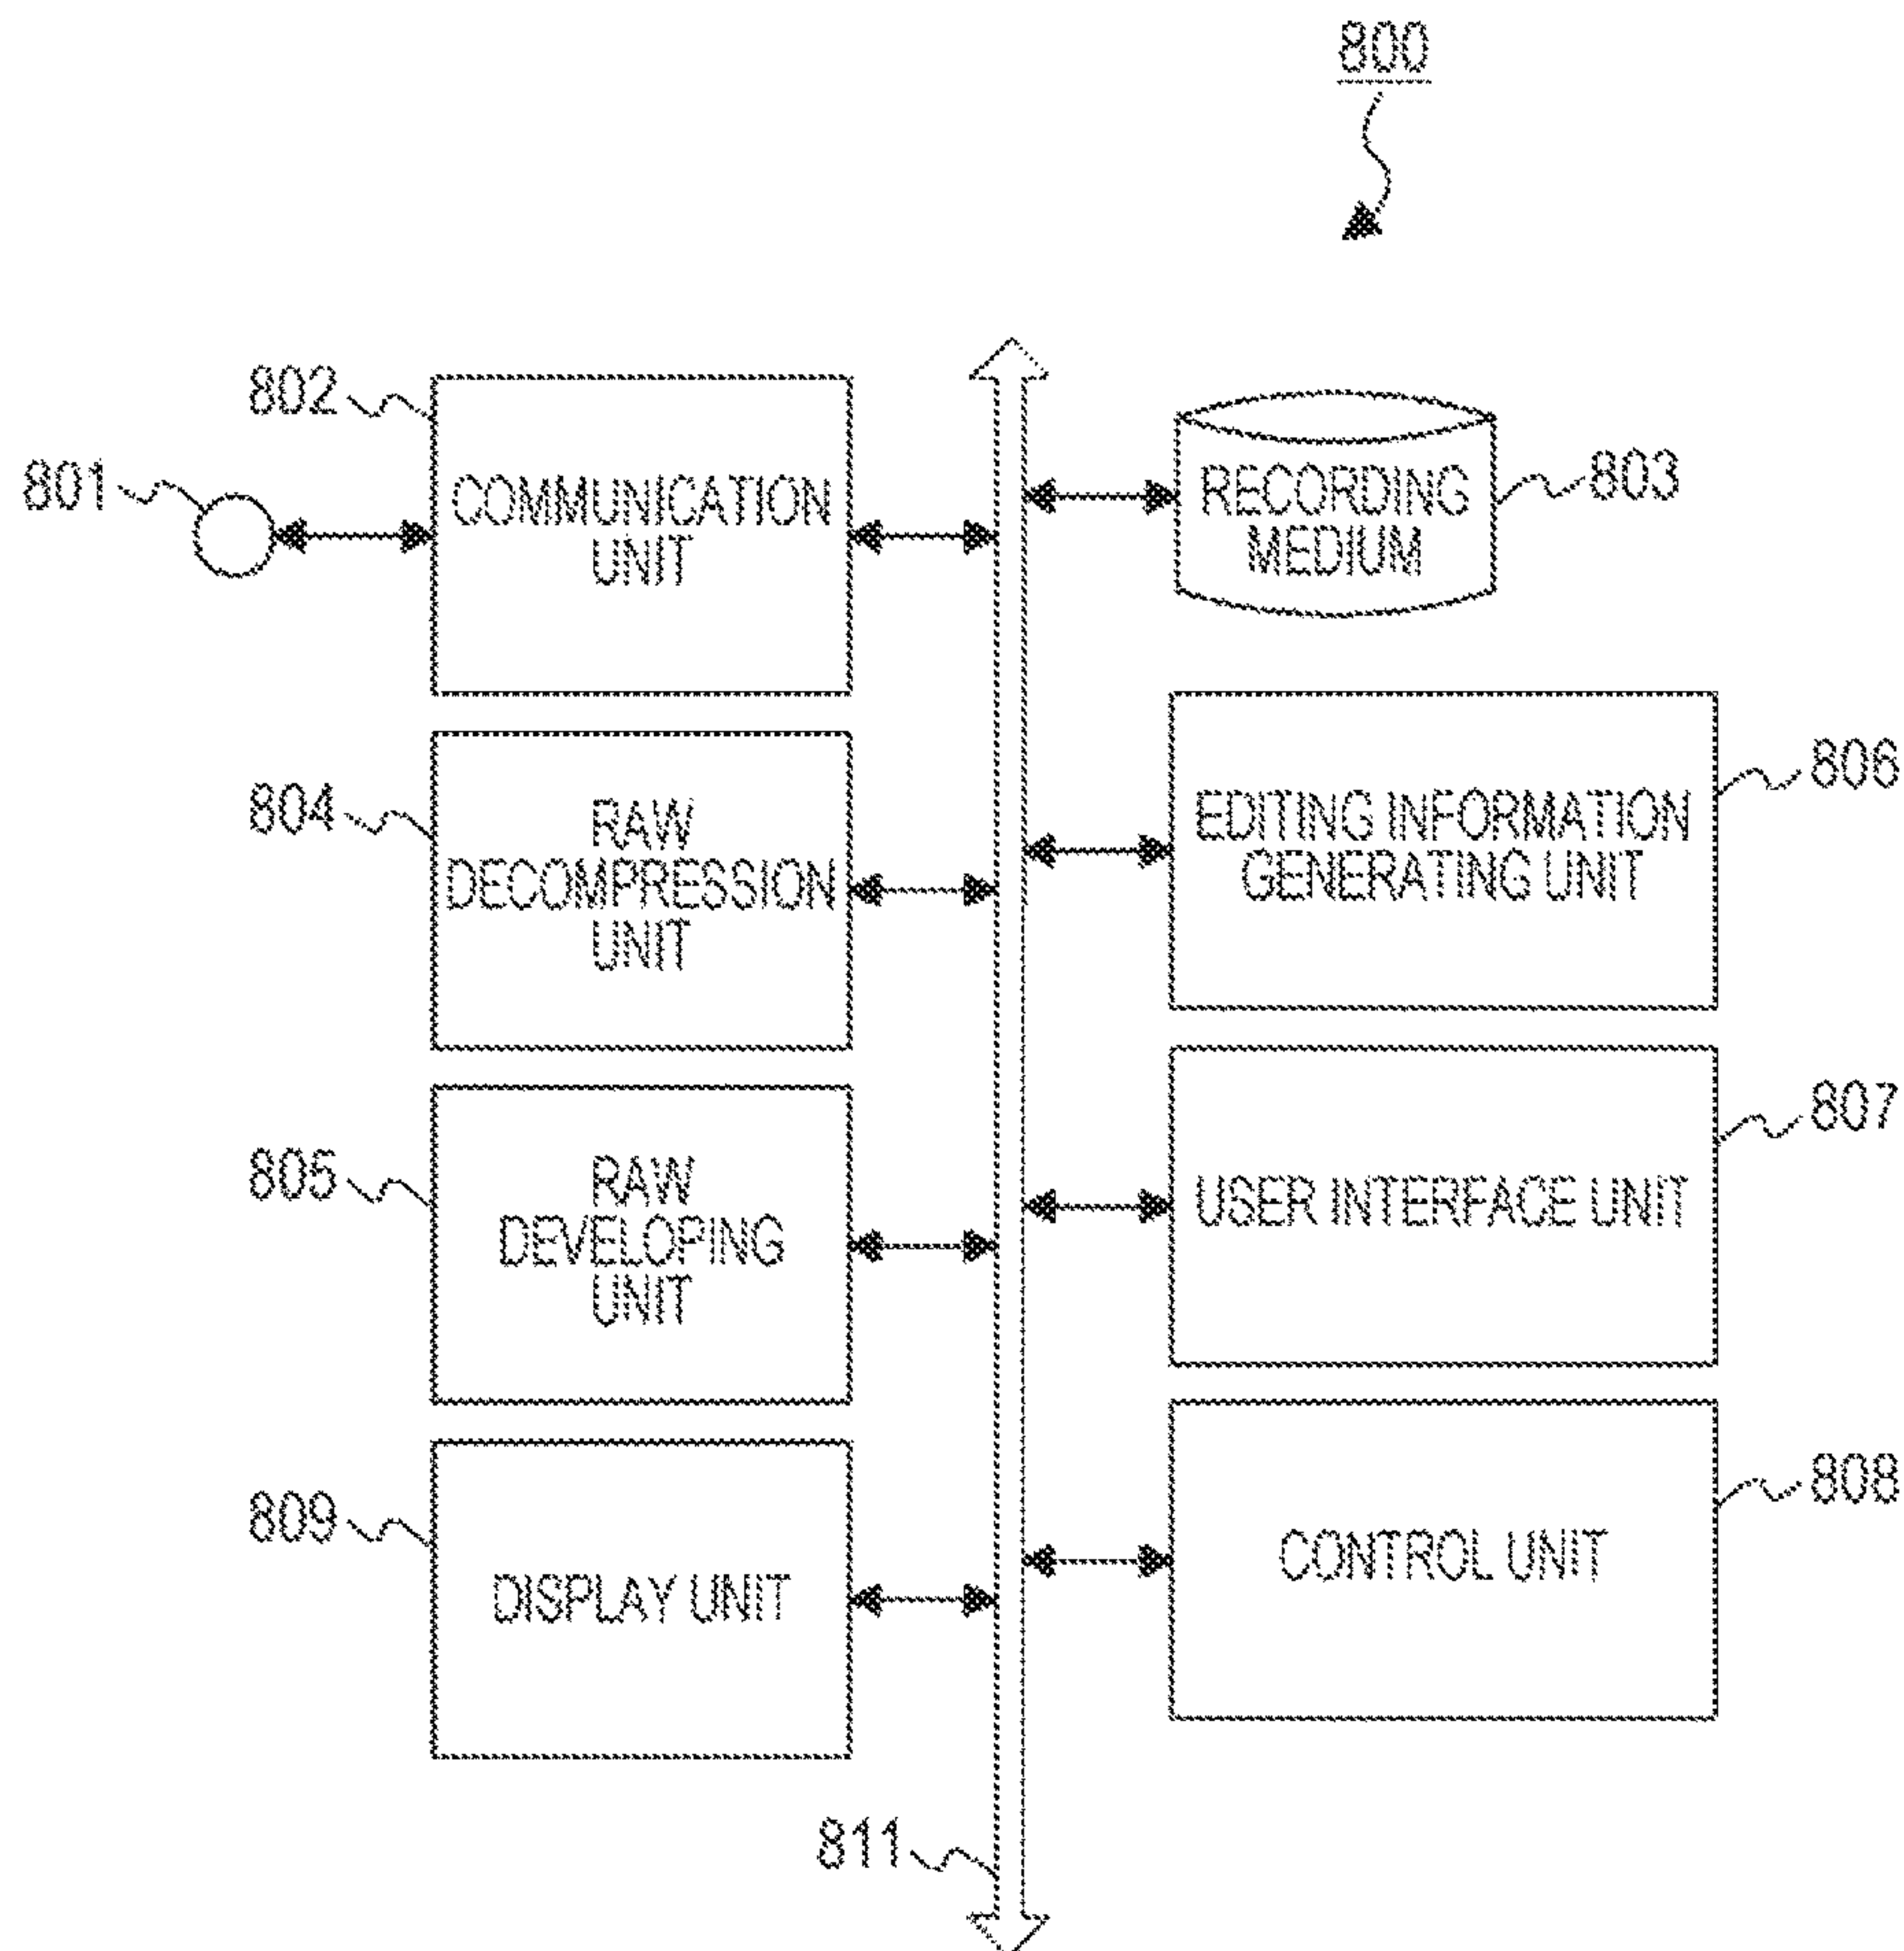 800
802
801
COMMUNICATION
UNIT
RECORDING
MEDIUM
803
804
RAW
DECOMPRESSION
UNIT
EDITING INFORMATION
GENERATING UNIT
806
805
RAW
DEVELOPING
UNIT
USER INTERFACE UNIT
807
809
DISPLAY UNIT
CONTROL UNIT
808
811